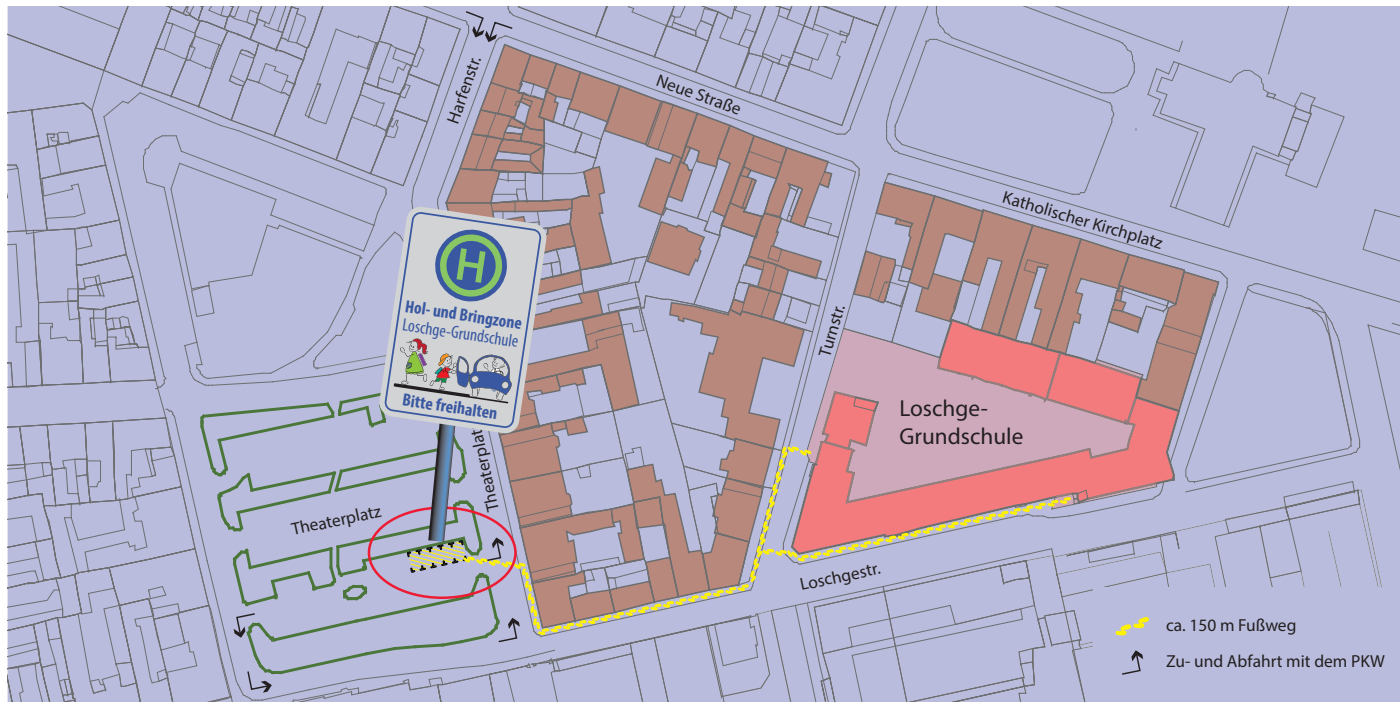 Harfenstr.
Neue Straße
Katholischer Kirchplatz
Turnstr.
H
Hol- und Bringzone
Loschge-Grundschule
Bitte freihalten
Loschge-
Grundschule
Theaterplatz
Theaterplatz
Loschgestr.
ca. 150 m Fußweg
Zu- und Abfahrt mit dem PKW